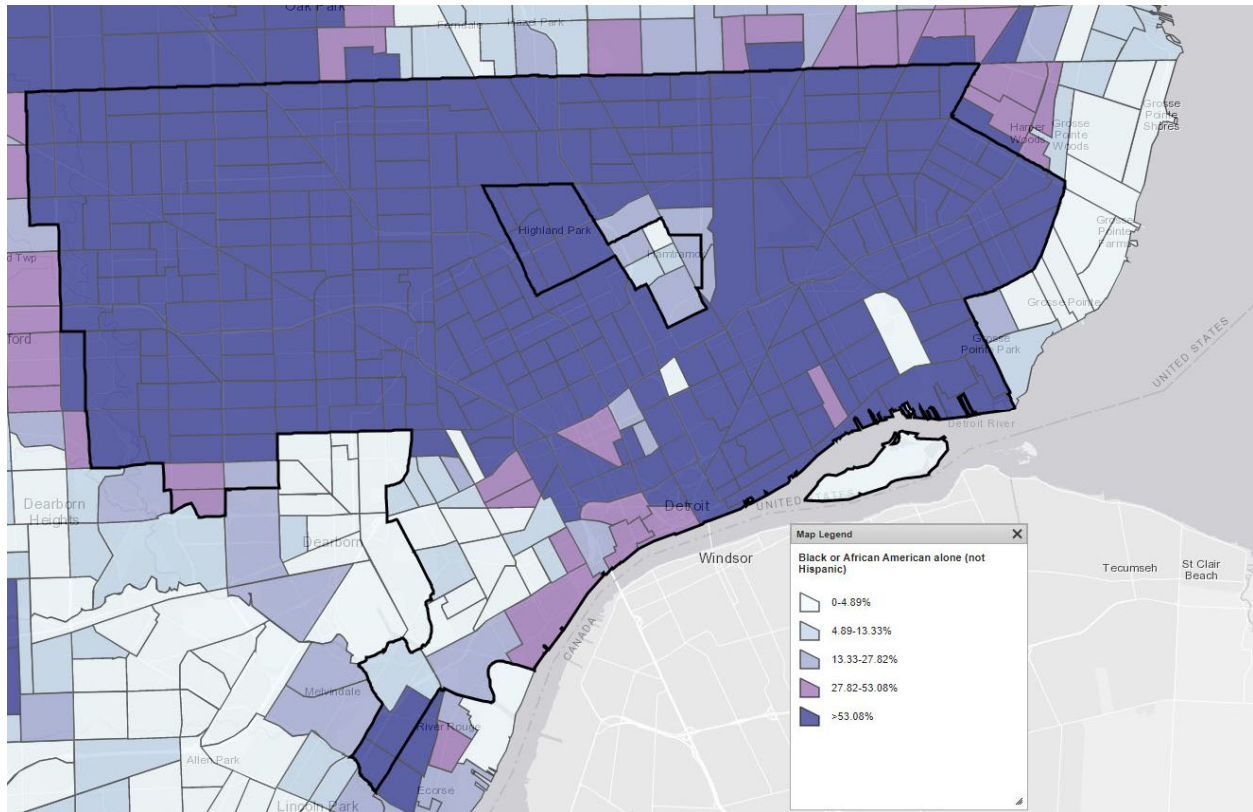 Oak Park
Ferndale
Hazel Park
Harper
Woods
Grosse
Pointe
Woods
Grosse
Pointe
Shores
Highland Park
Hamtramck
Grosse
Pointe
Farms
d Twp
Grosse Pointe
ford
Grosse
Pointe Park
UNITED STATES
Detroit River
Dearborn
Heights
Dearborn
Detroit
UNITED STATES
Windsor
CANADA
Tecumseh
St Clair
Beach
Melvindale
River Rouge
Allen Park
Ecorse
Lincoln Park
Map Legend
Black or African American alone (not
Hispanic)
0-4.89%
4.89-13.33%
13.33-27.82%
27.82-53.08%
>53.08%